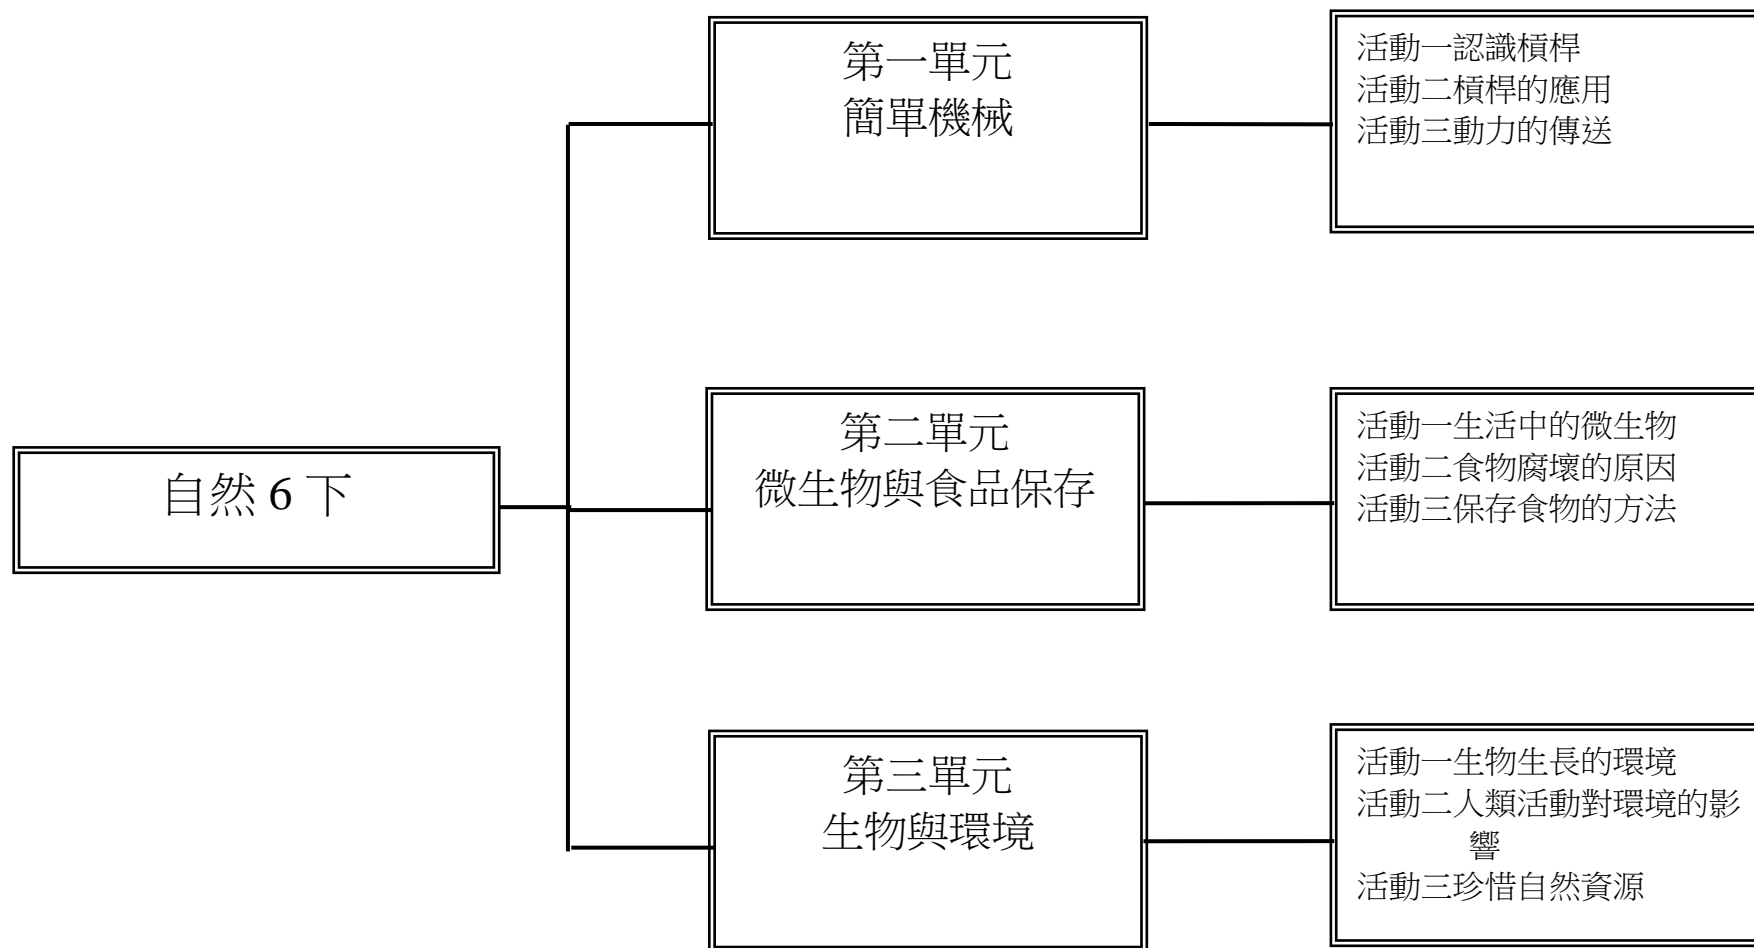 自然 6 下
第一單元
簡單機械
活動一認識槓桿
活動二槓桿的應用
活動三動力的傳送
第二單元
微生物與食品保存
活動一生活中的微生物
活動二食物腐壞的原因
活動三保存食物的方法
第三單元
生物與環境
活動一生物生長的環境
活動二人類活動對環境的影
響
活動三珍惜自然資源